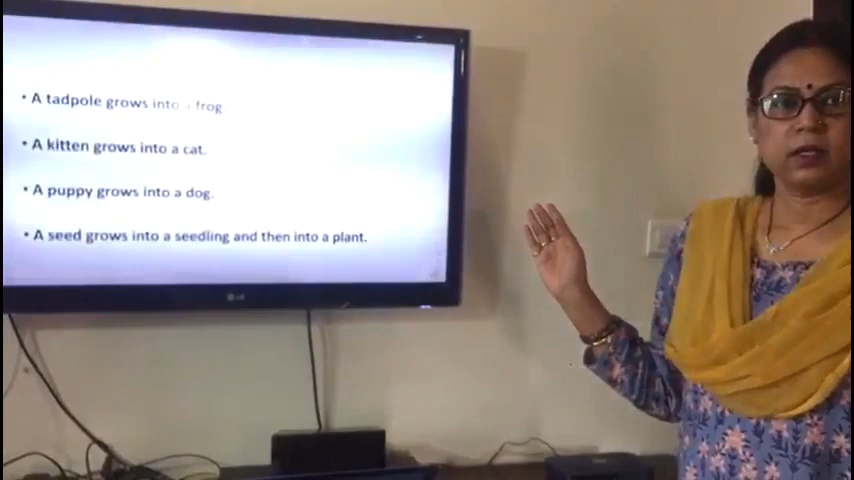 • A tadpole grows into a frog.
• A kitten grows into a cat.
• A puppy grows into a dog.
• A seed grows into a seedling and then into a plant.
LG